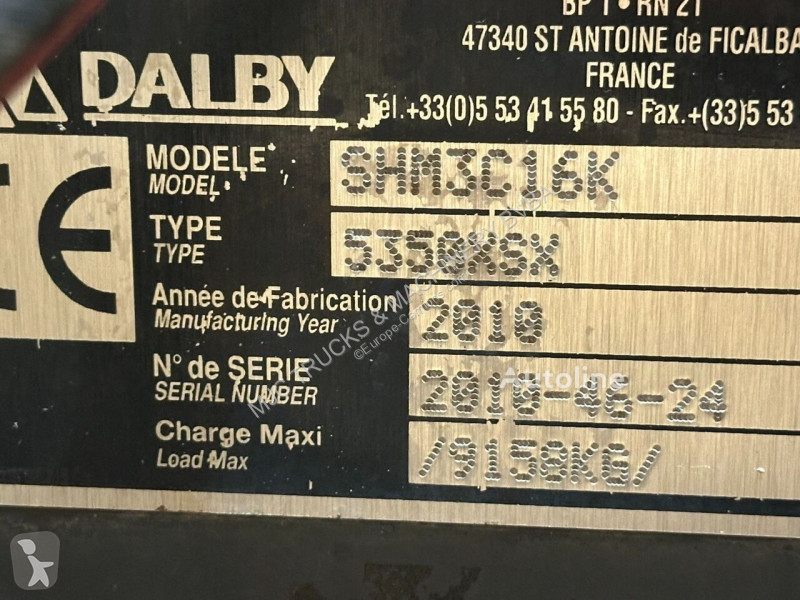 BP 1 • RN 21
47340 ST ANTOINE de FICALBA
FRANCE
DALBY
Tél.+33(0)5 53 41 55 80 - Fax.+(33)5 53
CE
MODELE
MODEL
SHM3C16K
TYPE
TYPE
5350XSX
Année de Fabrication
Manufacturing Year
2010
N° de SERIE
SERIAL NUMBER
2010-46-24
Charge Maxi
Load Max
/9150KG/
Autoline